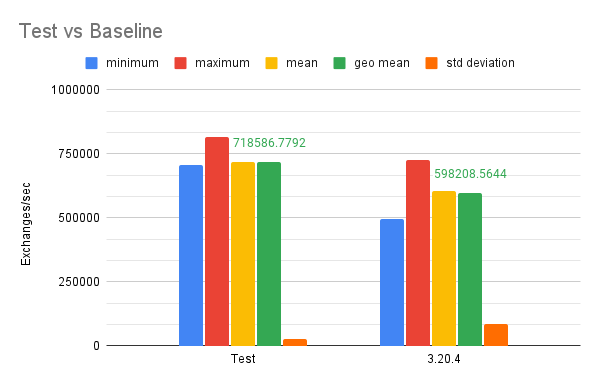 Test vs Baseline
minimum maximum mean geo mean std deviation
1000000
750000
500000
250000
0
Exchanges/sec
718586.7792
598208.5644
Test 3.20.4